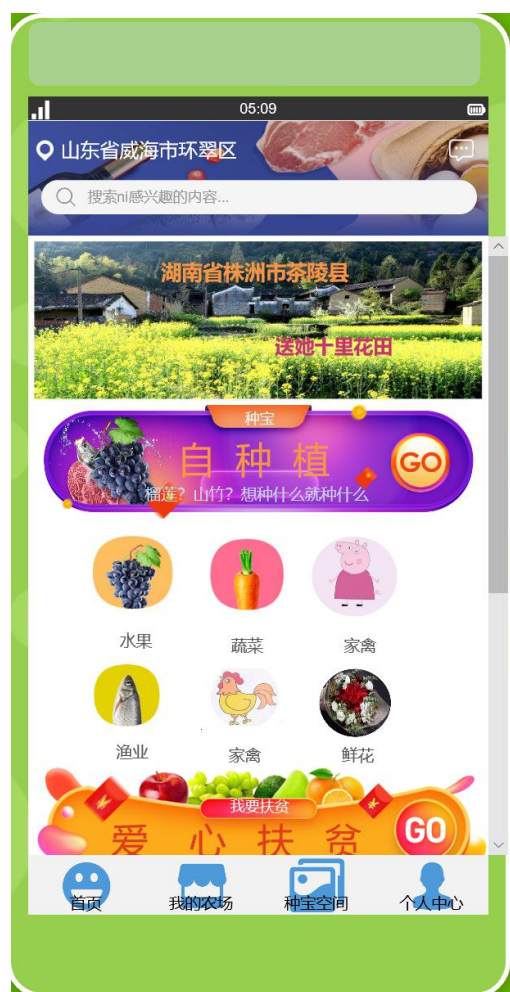 05:09
山东省威海市环翠区
搜索ni感兴趣的内容...
湖南省株洲市茶陵县
送她十里花田
种宝
自种植
GO
榴莲？山竹？想种什么就种什么
水果 蔬菜 家禽
渔业 家禽 鲜花
我要扶贫
爱心扶贫
GO
首页 我的农场 种宝空间 个人中心